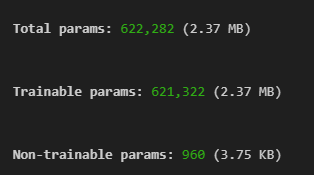 Total params: 622,282 (2.37 MB)
Trainable params: 621,322 (2.37 MB)
Non-trainable params: 960 (3.75 KB)